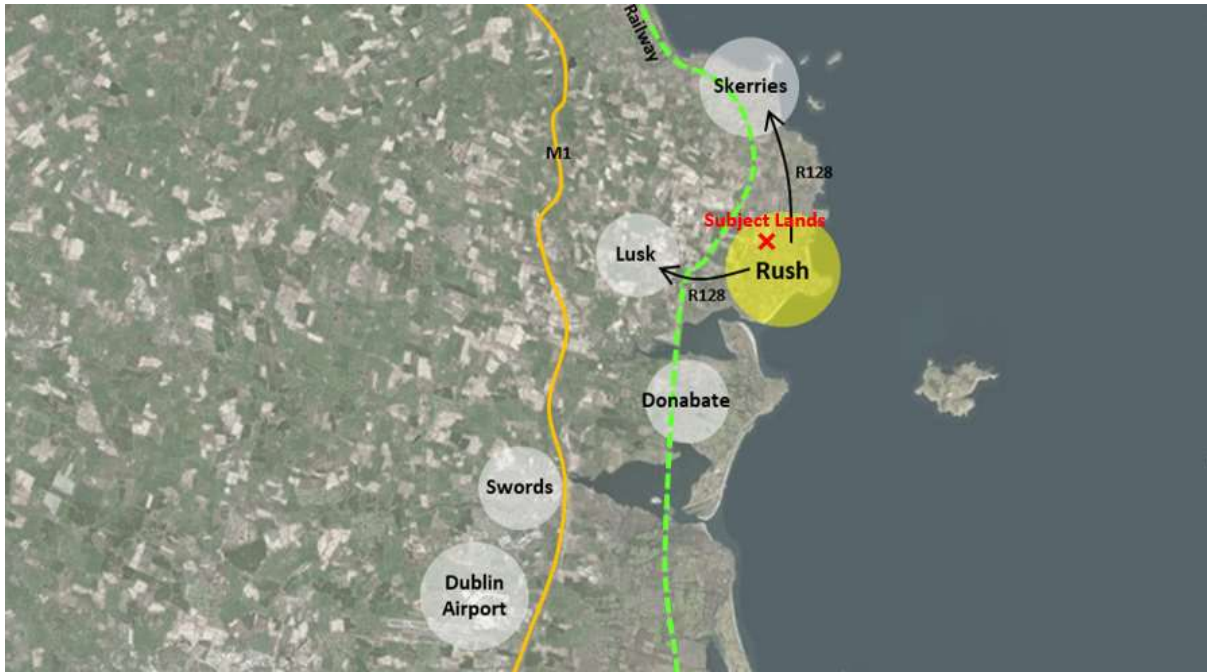 Railway
Skerries
M1
R128
Subject Lands
Lusk
Rush
R128
Donabate
Swords
Dublin
Airport